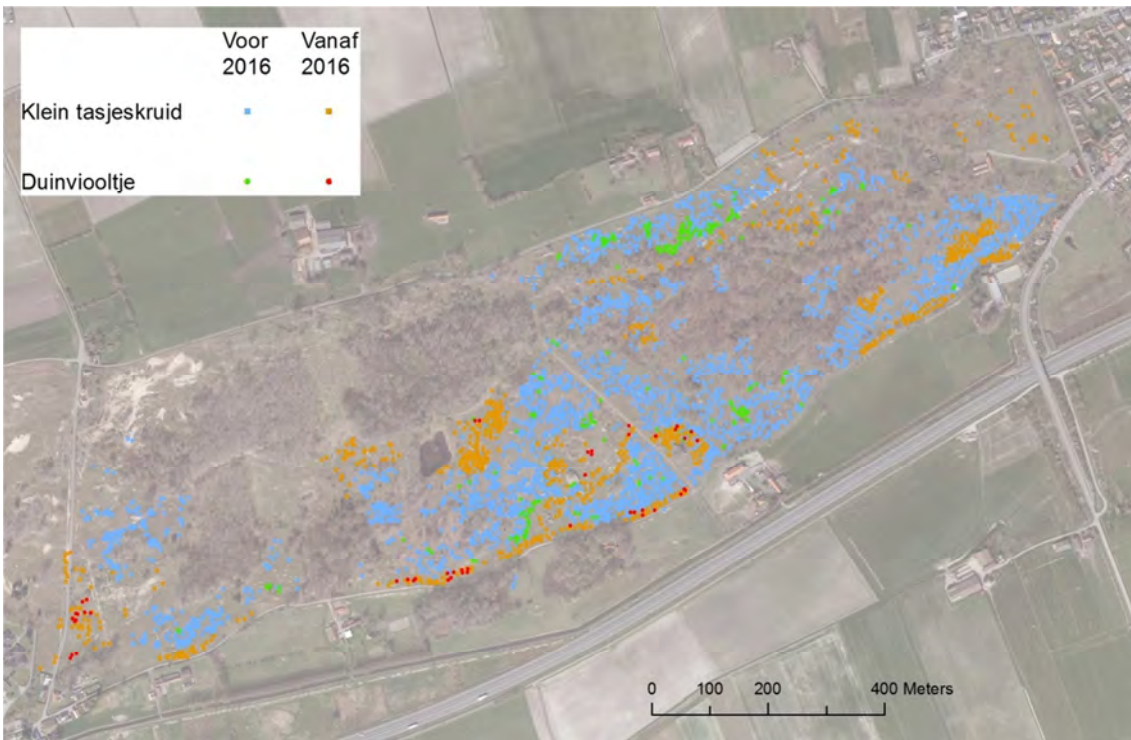 Voor Vanaf
2016 2016
Klein tasjeskruid
Duinviooltje
0 100 200 400 Meters